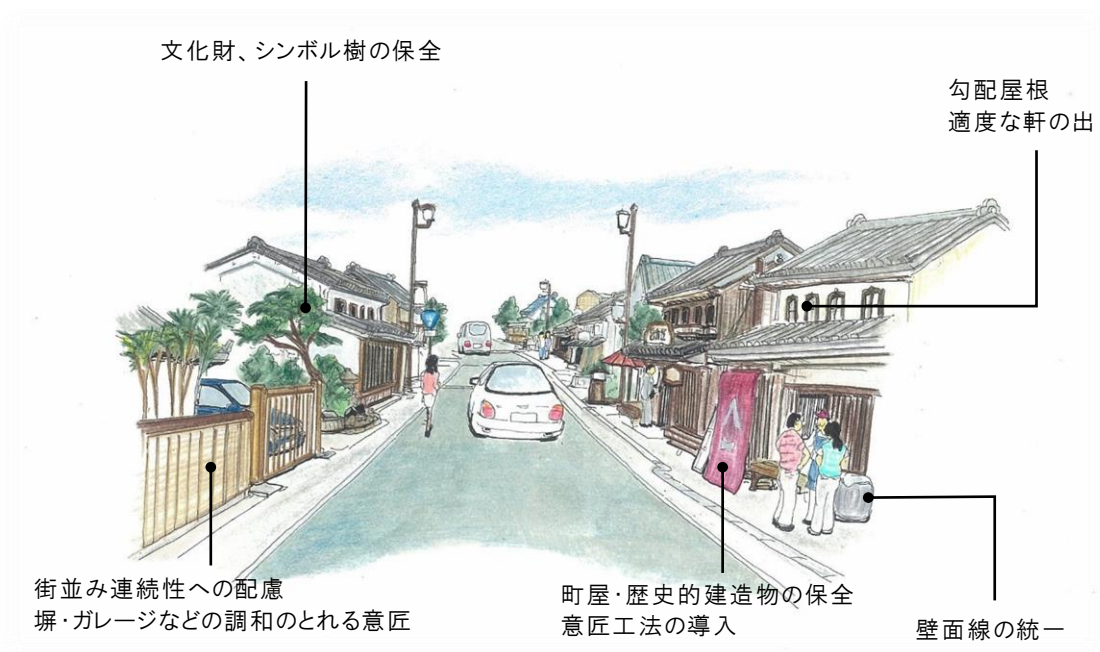 文化財、シンボル樹の保全
勾配屋根
適度な軒の出
街並み連続性への配慮
塀・ガレージなどの調和のとれる意匠
町屋・歴史的建造物の保全
意匠工法の導入
壁面線の統一